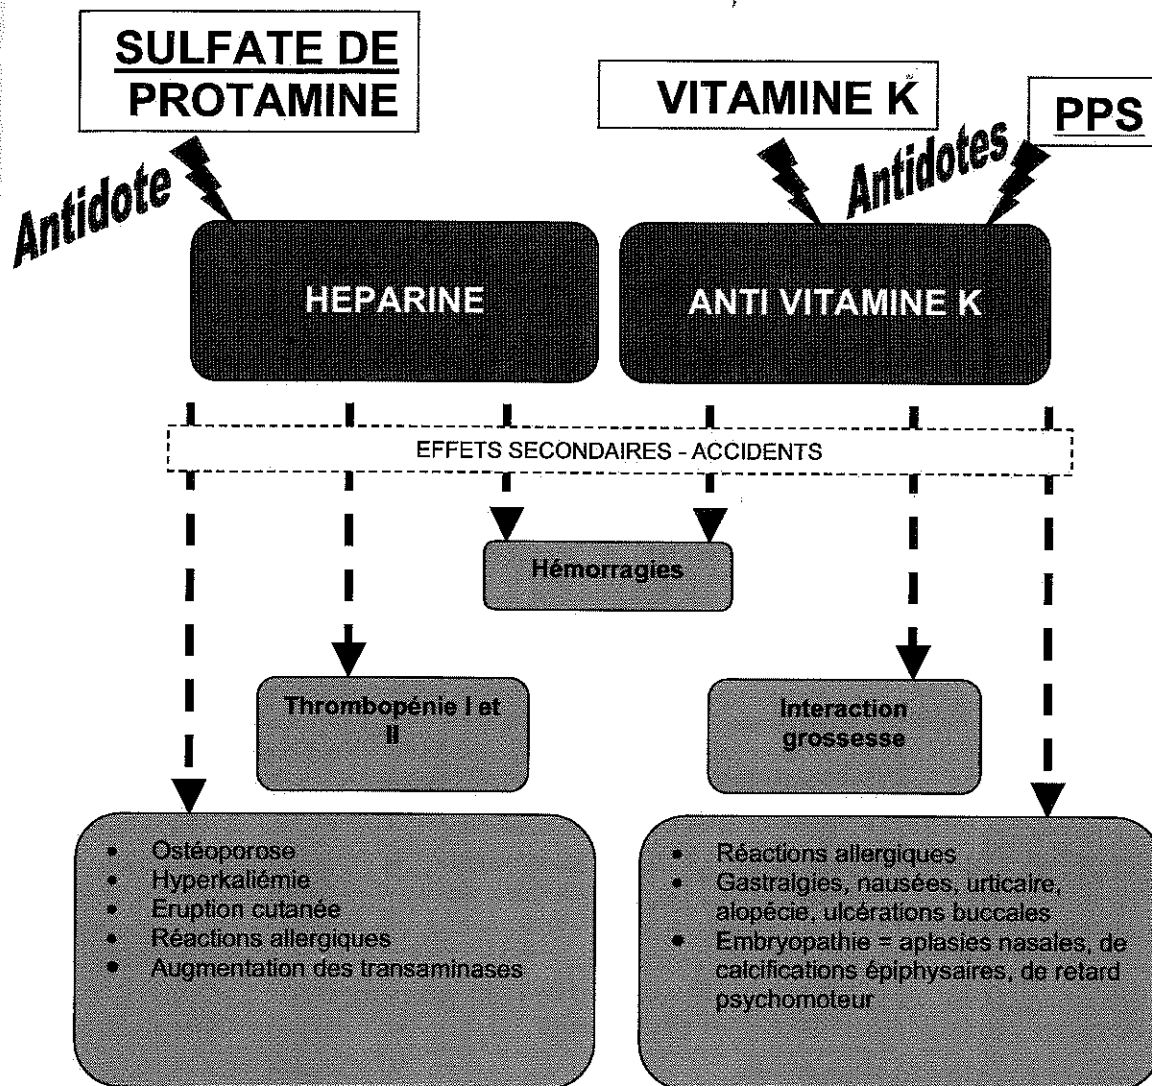 SULFATE DE
PROTAMINE
VITAMINE K
PPS
Antidote
Antidotes
HEPARINE
ANTI VITAMINE K
EFFETS SECONDAIRES - ACCIDENTS
Hémorragies
Thrombopénie I et
II
Interaction
grossesse
• Ostéoporose
• Hyperkaliémie
• Eruption cutanée
• Réactions allergiques
• Augmentation des transaminases
• Réactions allergiques
• Gastralgies, nausées, urticaire,
alopécie, ulcérations buccales
• Embryopathie = aplasies nasales, de
calcifications épiphysaires, de retard
psychomoteur